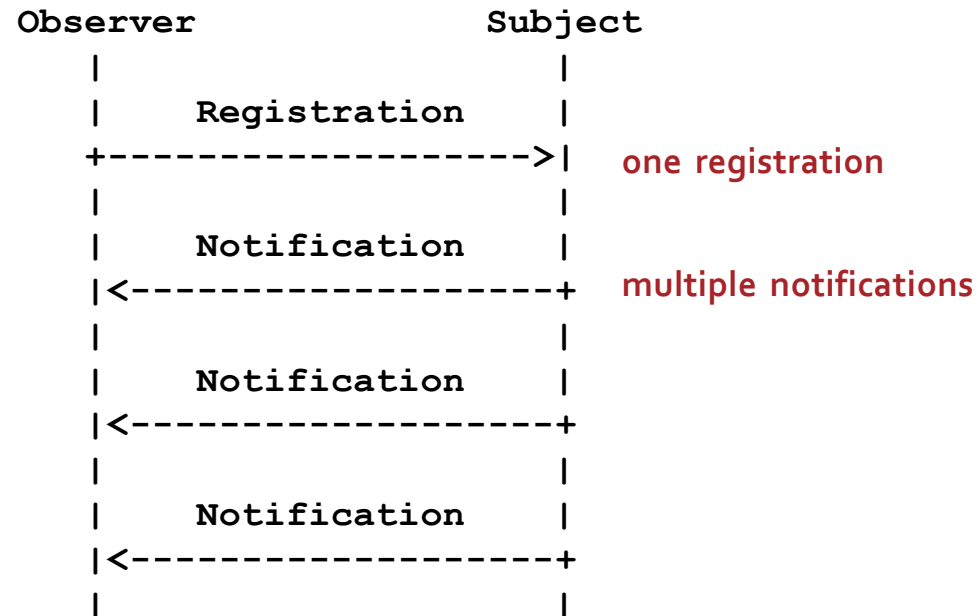 Observer Subject
| |
| Registration |
+------------------->| one registration
| |
| Notification |
|<-------------------+ multiple notifications
| |
| Notification |
|<-------------------+
| |
| Notification |
|<-------------------+
| |